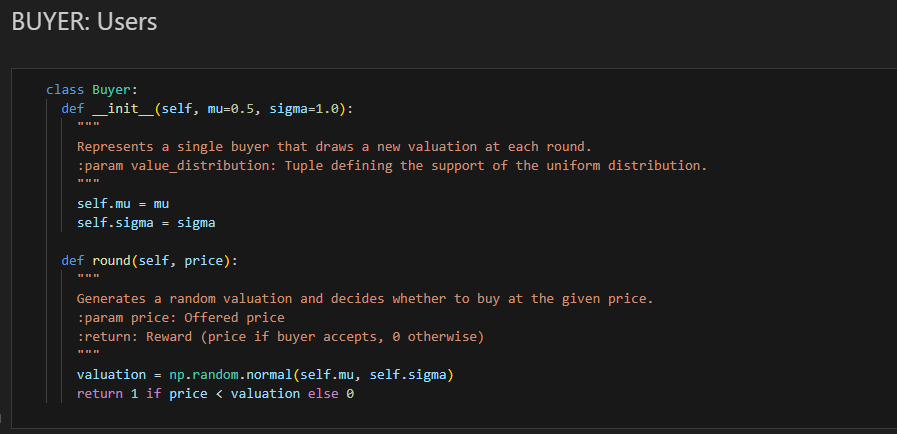 BUYER: Users
class Buyer:
def __init__(self, mu=0.5, sigma=1.0):
"""
Represents a single buyer that draws a new valuation at each round.
:param value_distribution: Tuple defining the support of the uniform distribution.
"""
self.mu = mu
self.sigma = sigma
def round(self, price):
"""
Generates a random valuation and decides whether to buy at the given price.
:param price: Offered price
:return: Reward (price if buyer accepts, 0 otherwise)
"""
valuation = np.random.normal(self.mu, self.sigma)
return 1 if price < valuation else 0